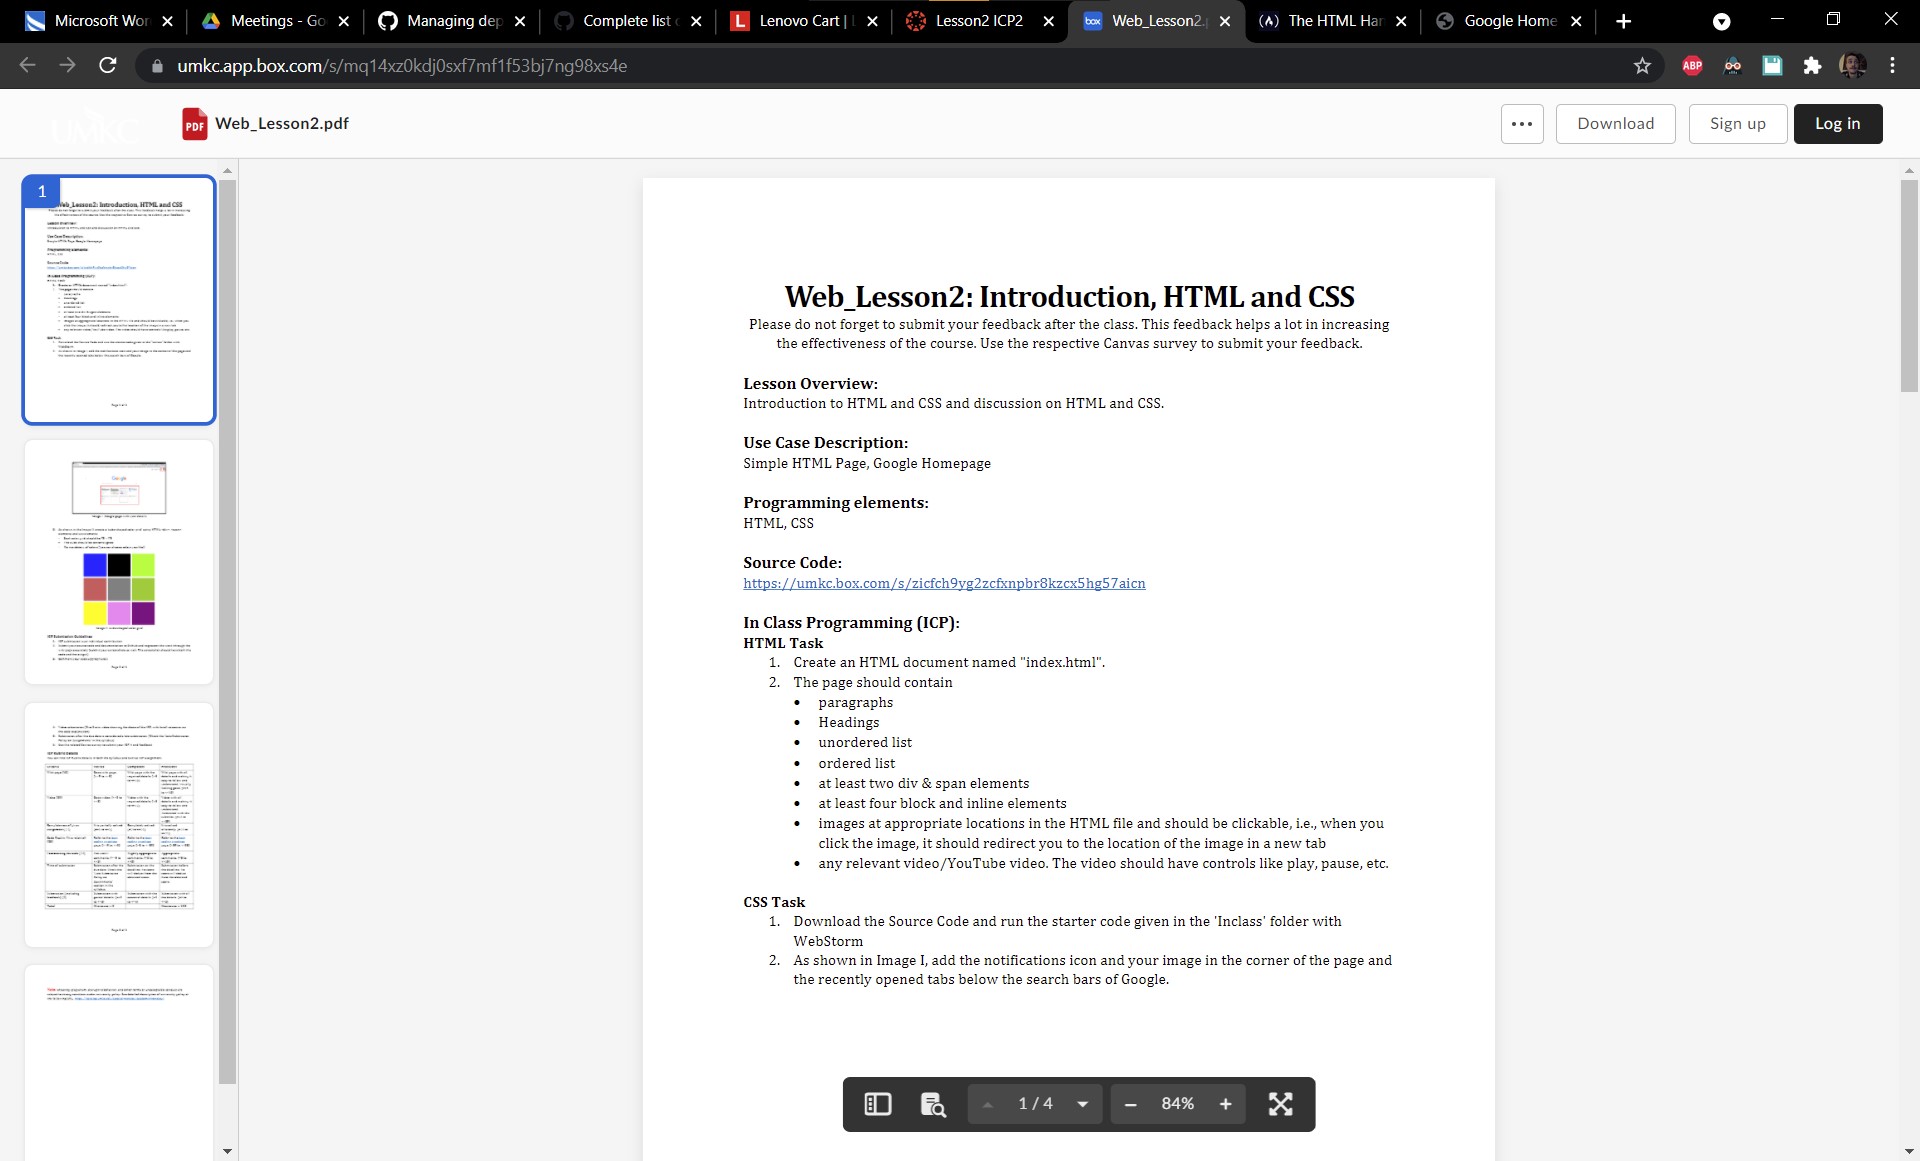 Microsoft Wor
Meetings - Go
Managing dep
Complete list
Lenovo Cart |
Lesson2 ICP2
Web_Lesson2.p
The HTML Har
Google Home
umkc.app.box.com/s/mq14xz0kdj0sxf7mf1f53bj7ng98xs4e
ABP
UMKC
PDF
Web_Lesson2.pdf
Download
Sign up
Log in
1
Web_Lesson2: Introduction, HTML and CSS
Please do not forget to submit your feedback after the class. This feedback helps a lot in increasing
the effectiveness of the course. Use the respective Canvas survey to submit your feedback.
Lesson Overview:
Introduction to HTML and CSS and discussion on HTML and CSS.
Use Case Description:
Simple HTML Page, Google Homepage
Programming elements:
HTML, CSS
Source Code:
https://umkc.box.com/s/zicfch9yg2zcfxnpbr8kzcx5hg57aicn
In Class Programming (ICP):
HTML Task
1. Create an HTML document named "index.html".
2. The page should contain
• paragraphs
• Headings
• unordered list
• ordered list
• at least two div & span elements
• at least four block and inline elements
• images at appropriate locations in the HTML file and should be clickable, i.e., when you
click the image, it should redirect you to the location of the image in a new tab
• any relevant video/YouTube video. The video should have controls like play, pause, etc.
CSS Task
1. Download the Source Code and run the starter code given in the 'Inclass' folder with
WebStorm
2. As shown in Image I, add the notifications icon and your image in the corner of the page and
the recently opened tabs below the search bars of Google.
1 / 4
84%